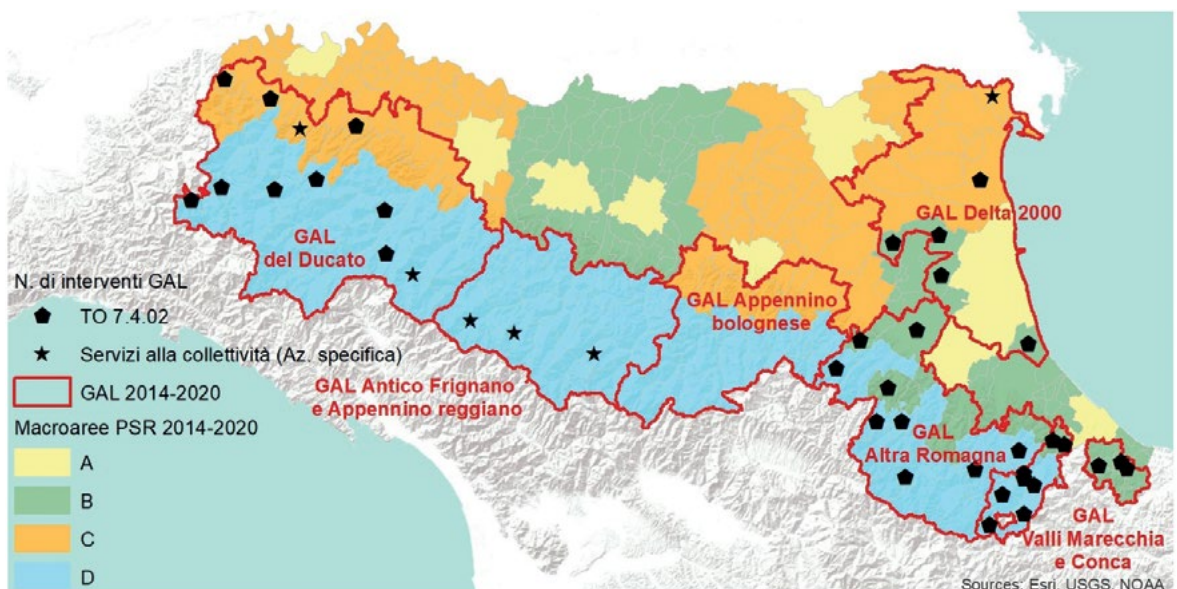 GAL Delta 2000
GAL
del Ducato
GAL Appennino
bolognese
GAL Antico Frignano
e Appennino reggiano
GAL
Altra Romagna
GAL
Valli Marecchia
e Conca
N. di interventi GAL
TO 7.4.02
Servizi alla collettività (Az. specifica)
GAL 2014-2020
Macroaree PSR 2014-2020
A
B
C
D
Sources: Esri, USGS, NOAA